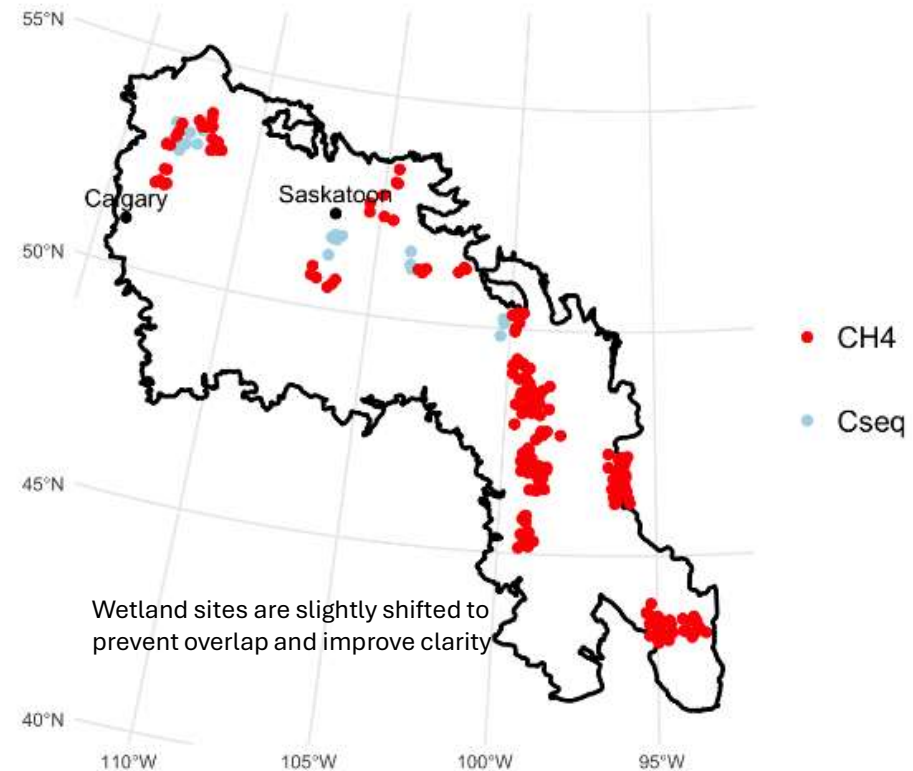 55°N
Calgary
Saskatoon
50°N
CH4
Cseq
45°N
Wetland sites are slightly shifted to
prevent overlap and improve clarity
40°N
110°W 105°W 100°W 95°W